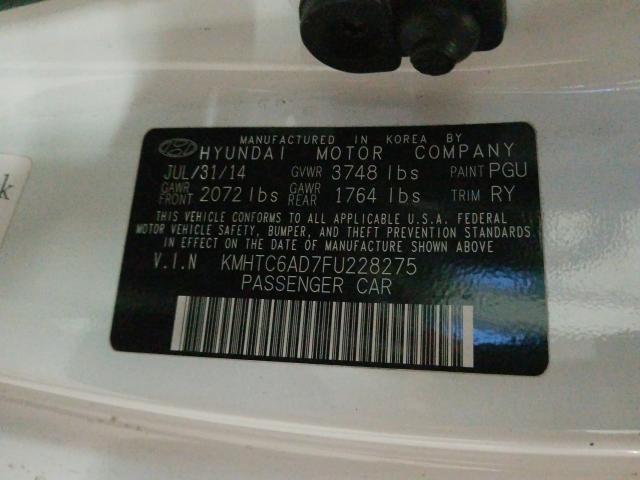 MANUFACTURED IN KOREA BY
HYUNDAI MOTOR COMPANY
JUL/31/14 GVWR 3748 lbs PAINT PGU
GAWR FRONT 2072 lbs GAWR REAR 1764 lbs TRIM RY
THIS VEHICLE CONFORMS TO ALL APPLICABLE U.S.A. FEDERAL
MOTOR VEHICLE SAFETY, BUMPER, AND THEFT PREVENTION STANDARDS
IN EFFECT ON THE DATE OF MANUFACTURE SHOWN ABOVE
V.I.N KMHTC6AD7FU228275
PASSENGER CAR
k